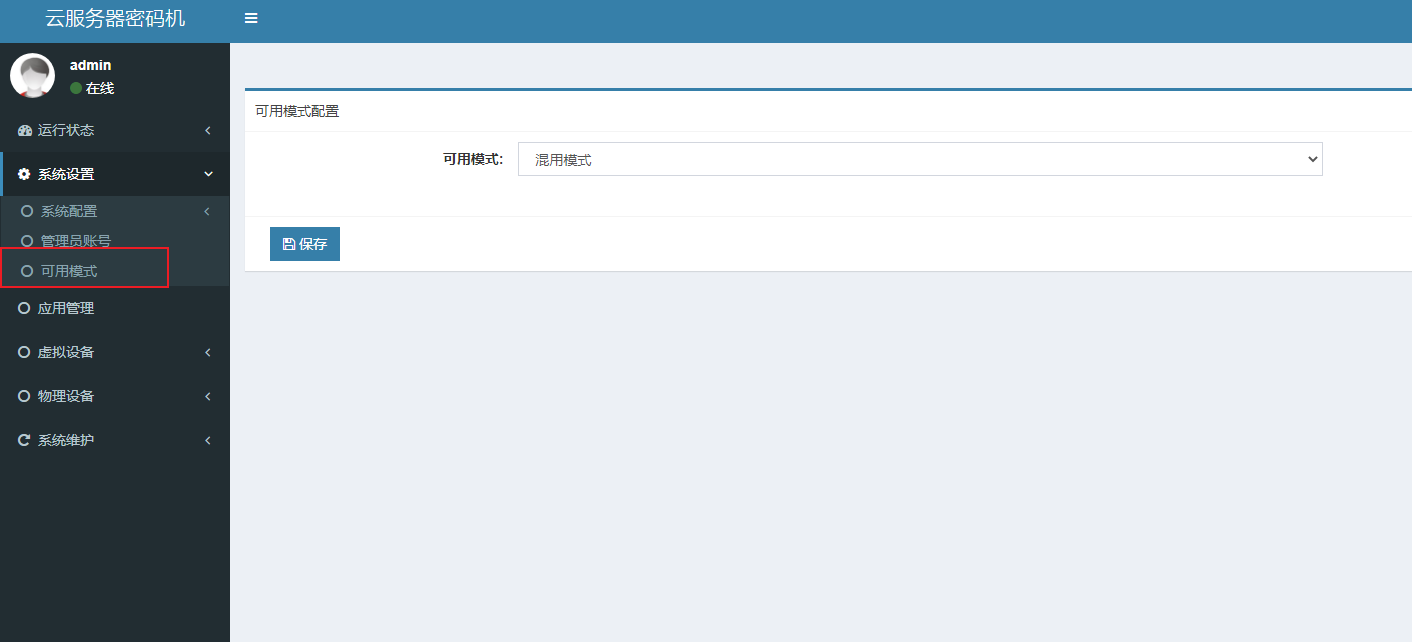 云服务器密码机
admin
在线
运行状态
系统设置
系统配置
管理员账号
可用模式
应用管理
虚拟设备
物理设备
系统维护
可用模式配置
可用模式：
混用模式
保存